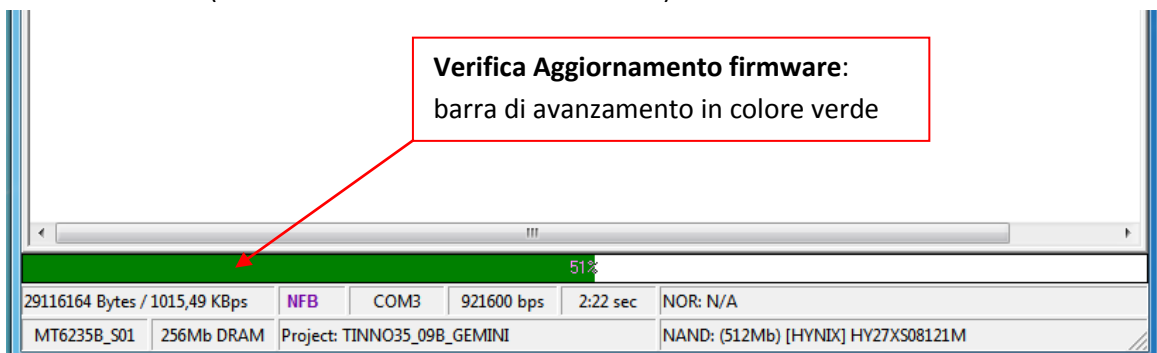 Verifica Aggiornamento firmware:
barra di avanzamento in colore verde
51%
29116164 Bytes / 1015,49 KBps NFB COM3 921600 bps 2:22 sec NOR: N/A
MT6235B_S01 256Mb DRAM Project: TINNO35_09B_GEMINI NAND: (512Mb) [HYNIX] HY27XS08121M